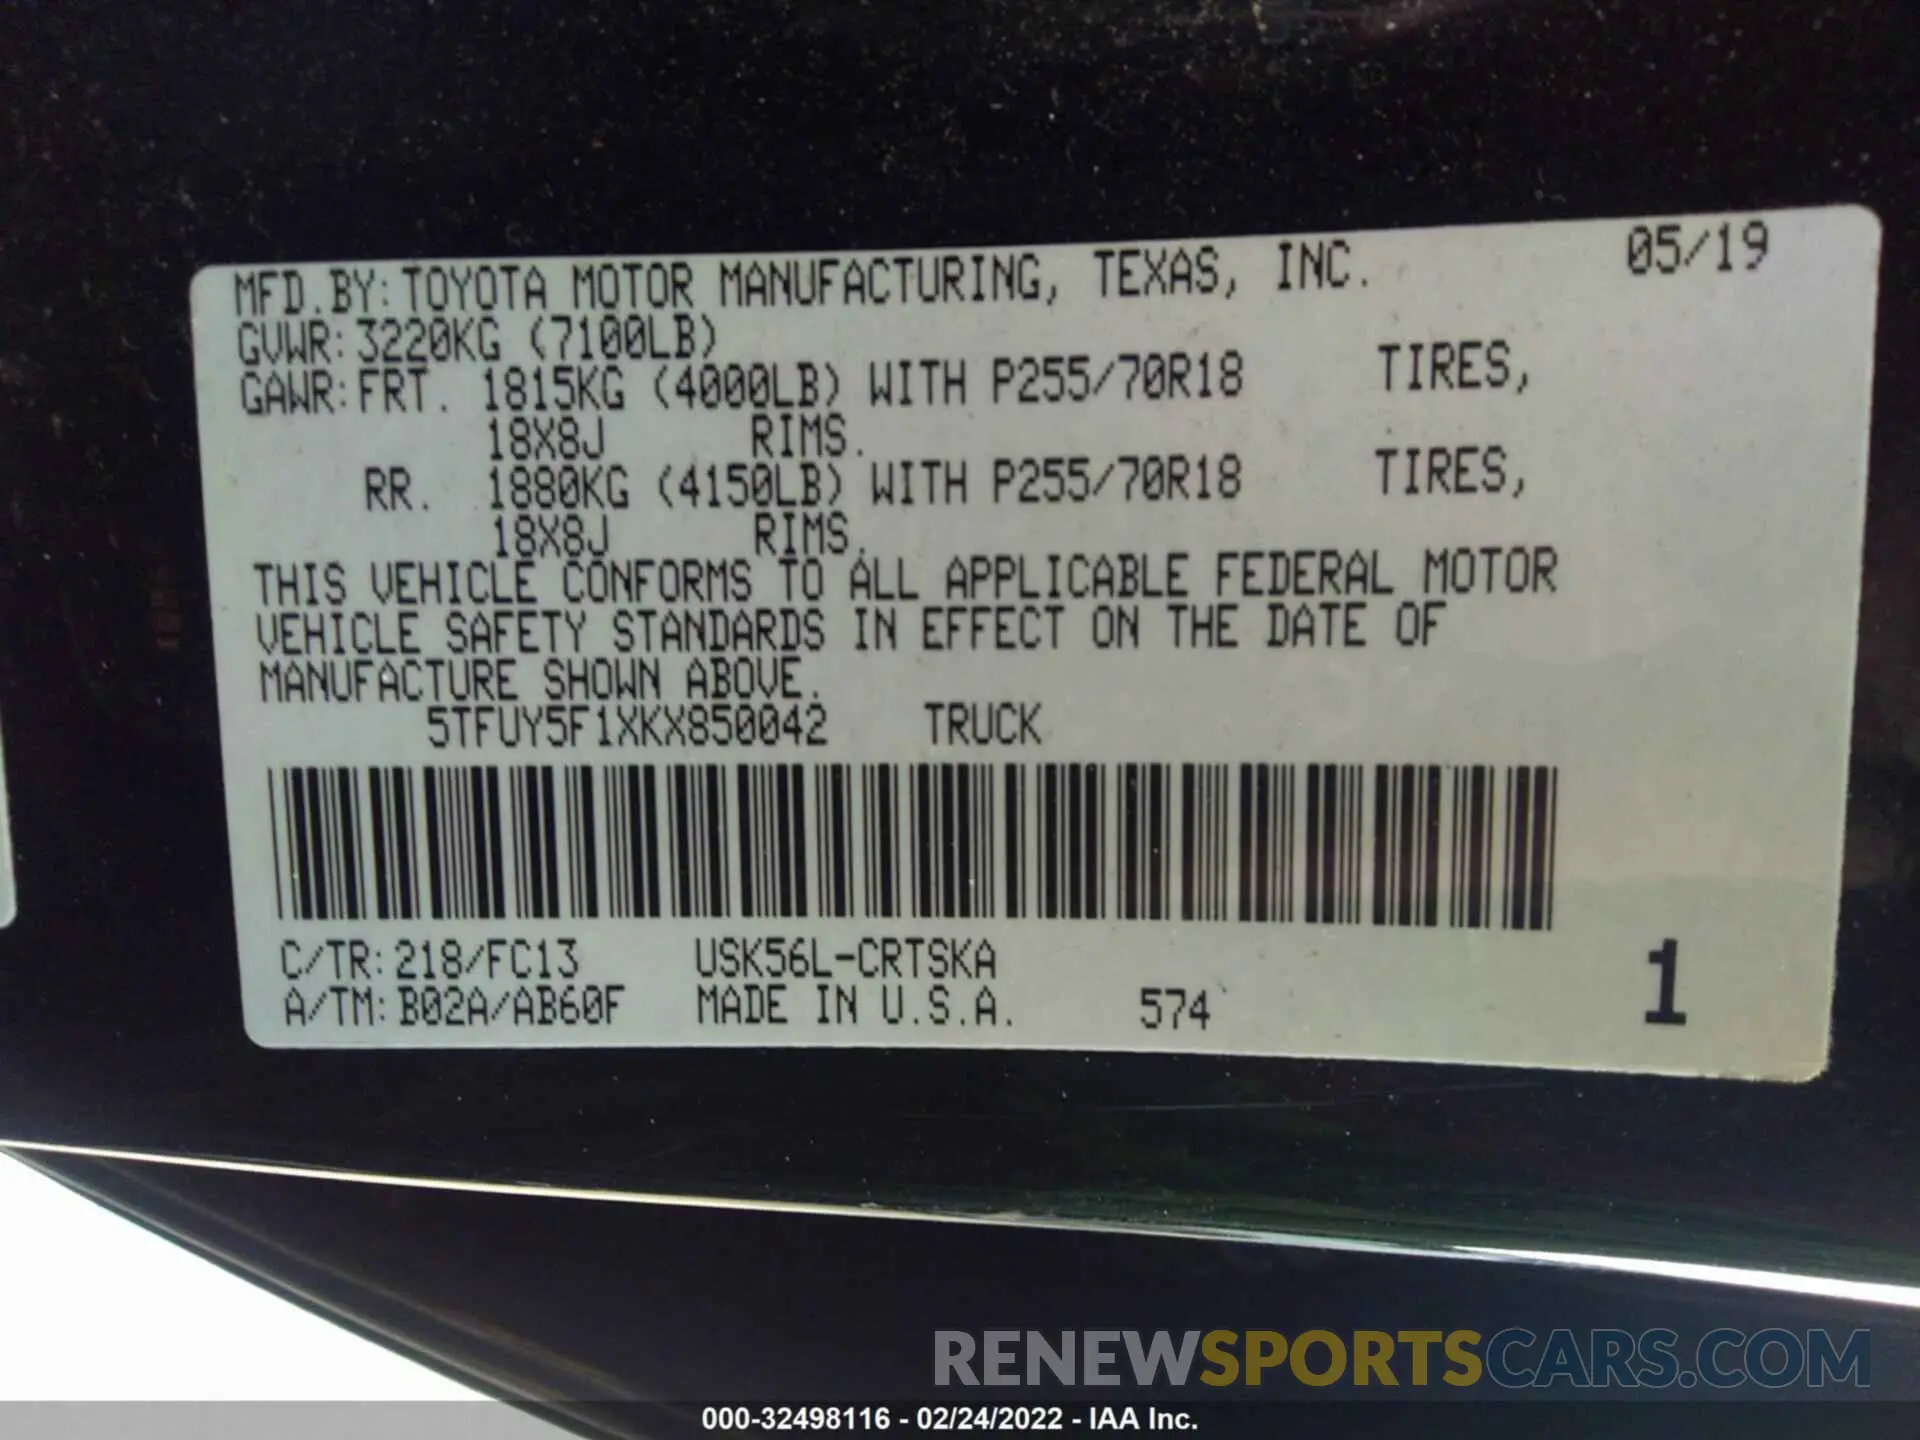 MFD.BY:TOYOTA MOTOR MANUFACTURING, TEXAS, INC. 05/19
GVWR:3220KG (7100LB)
GAWR:FRT. 1815KG (4000LB) WITH P255/70R18 TIRES,
18X8J RIMS.
RR. 1880KG (4150LB) WITH P255/70R18 TIRES,
18X8J RIMS.
THIS VEHICLE CONFORMS TO ALL APPLICABLE FEDERAL MOTOR
VEHICLE SAFETY STANDARDS IN EFFECT ON THE DATE OF
MANUFACTURE SHOWN ABOVE.
5TFUY5F1XKX850042 TRUCK
C/TR:218/FC13 USK56L-CRTSKA
A/TM:B02A/AB60F MADE IN U.S.A. 574 1
RENEWSPORTSCARS.COM
000-32498116 - 02/24/2022 - IAA Inc.